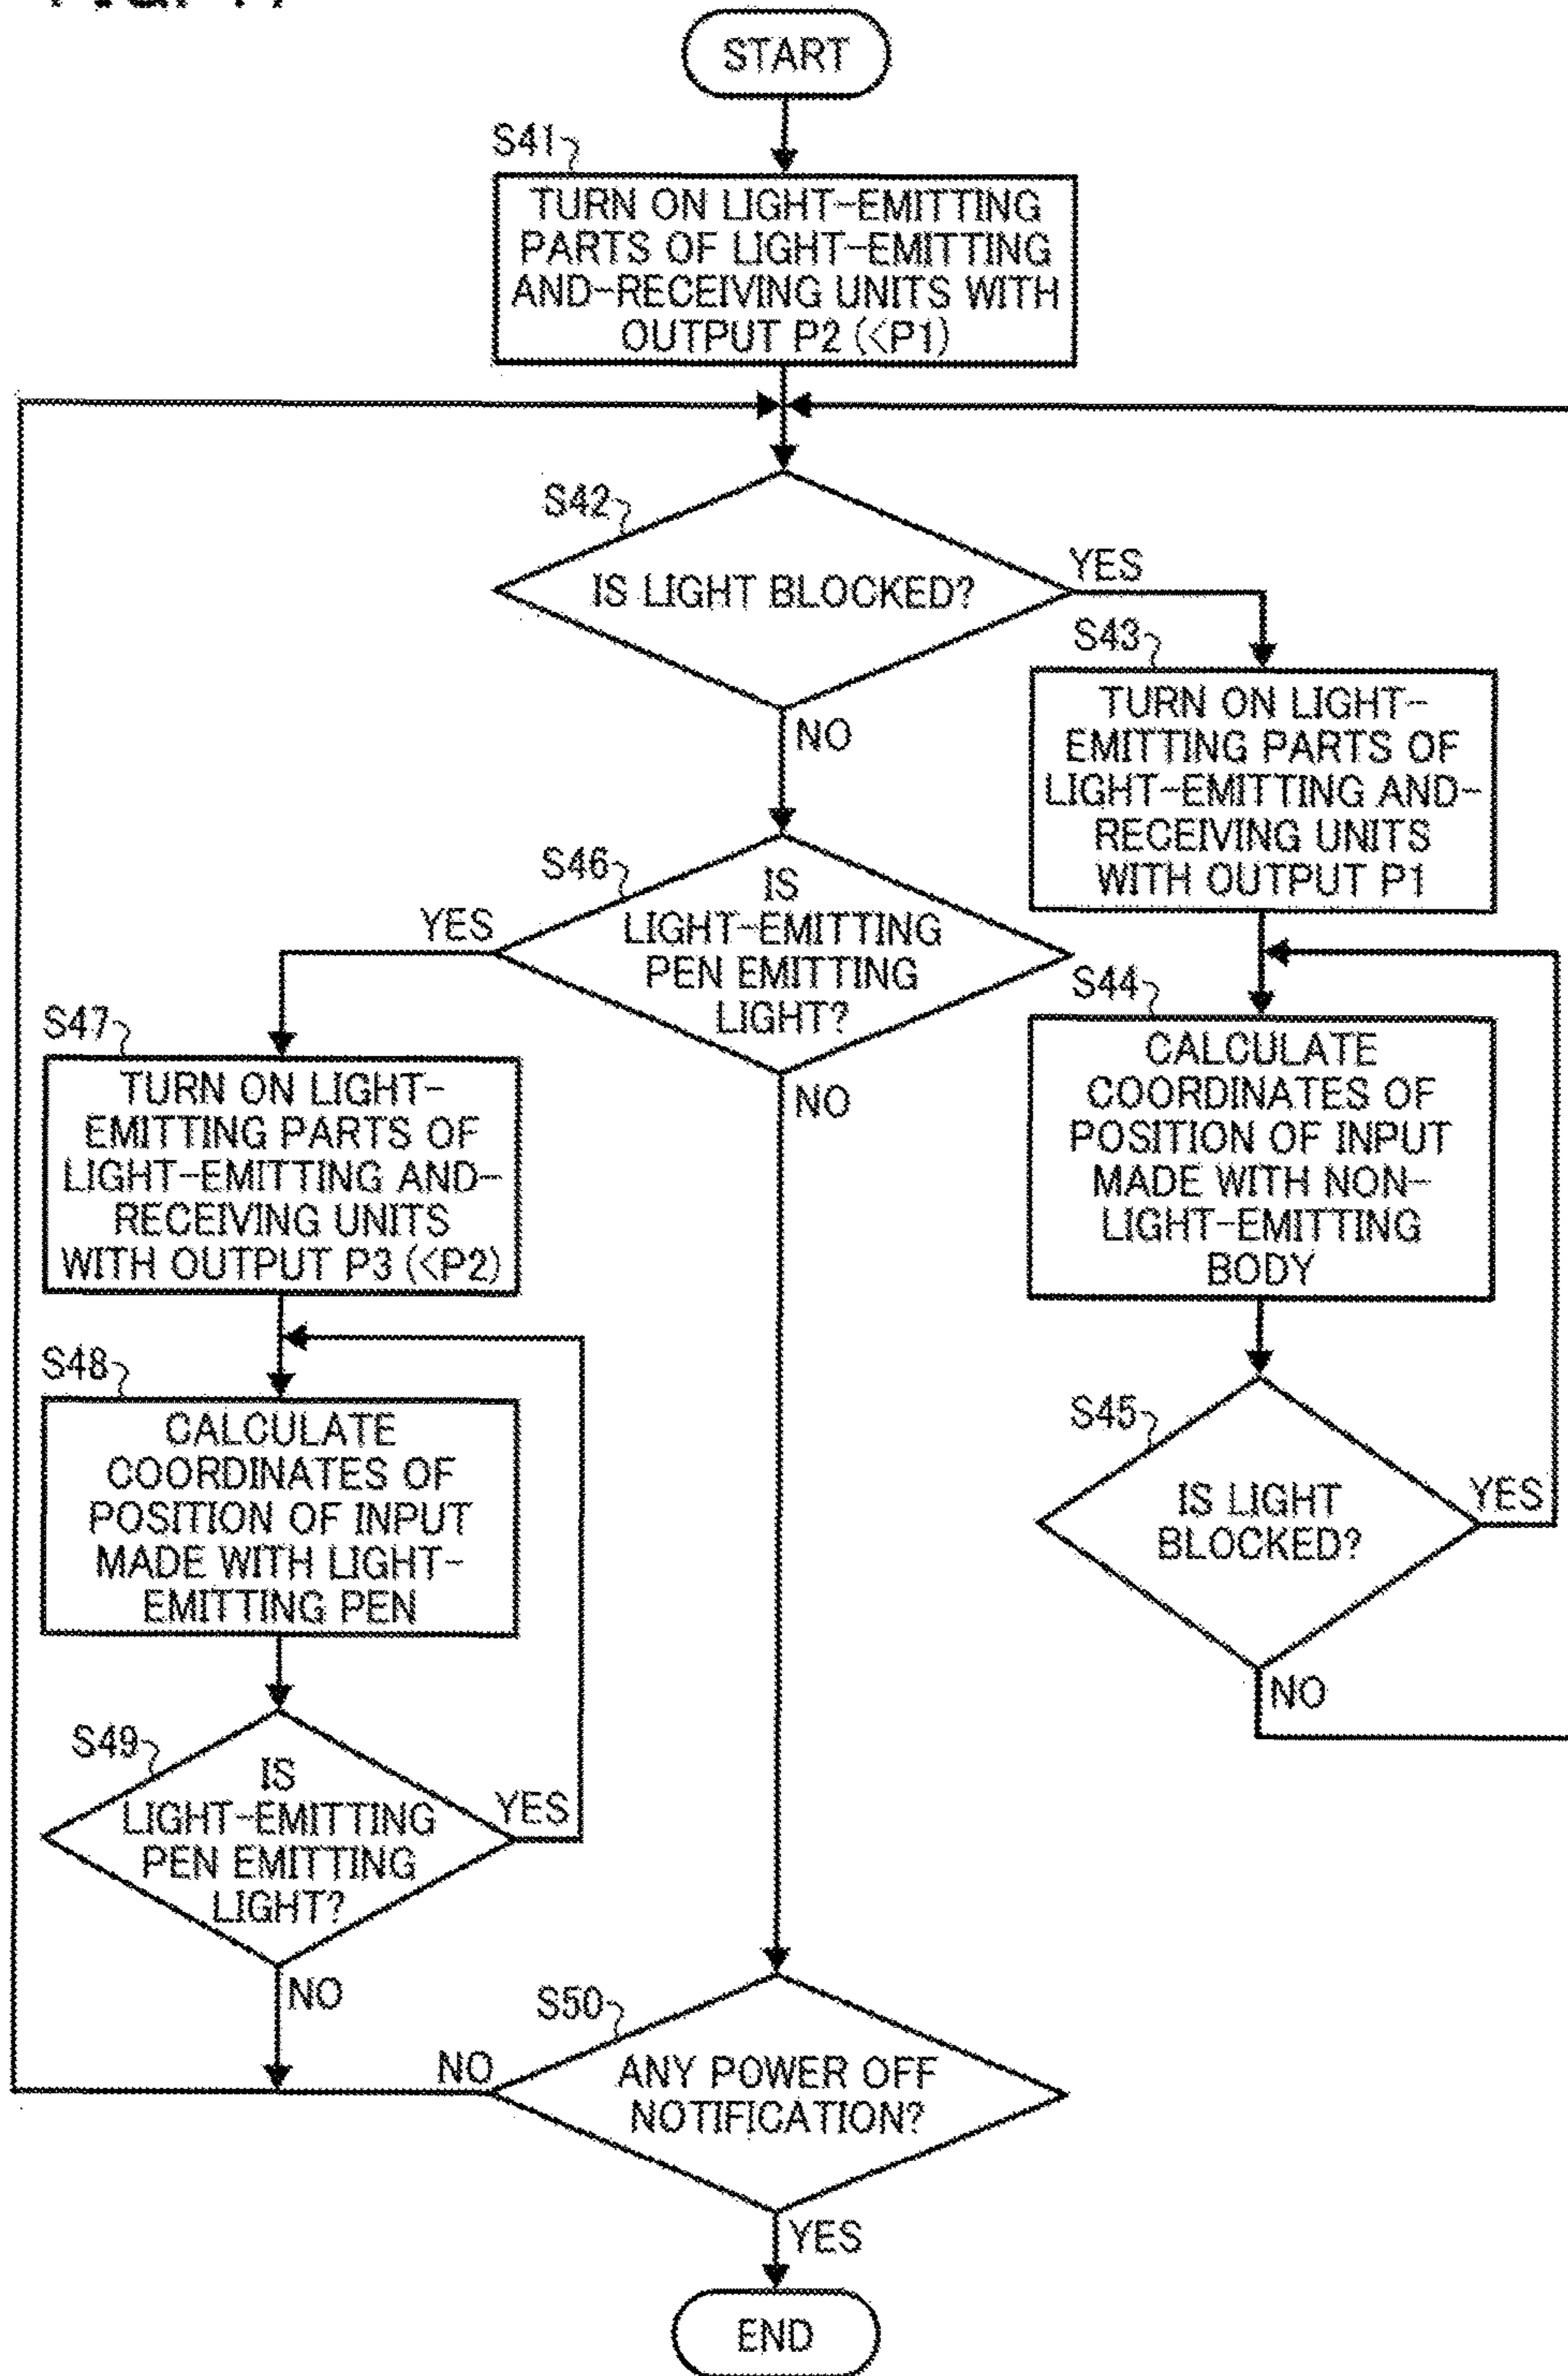 START
S41
TURN ON LIGHT-EMITTING
PARTS OF LIGHT-EMITTING
AND-RECEIVING UNITS WITH
OUTPUT P2 (<P1)
S42
IS LIGHT BLOCKED?
YES
NO
S43
TURN ON LIGHT-
EMITTING PARTS OF
LIGHT-EMITTING AND-
RECEIVING UNITS
WITH OUTPUT P1
S44
CALCULATE
COORDINATES OF
POSITION OF INPUT
MADE WITH NON-
LIGHT-EMITTING
BODY
S45
IS LIGHT
BLOCKED?
YES
NO
S46
IS
LIGHT-EMITTING
PEN EMITTING
LIGHT?
YES
NO
S47
TURN ON LIGHT-
EMITTING PARTS OF
LIGHT-EMITTING AND-
RECEIVING UNITS
WITH OUTPUT P3 (<P2)
S48
CALCULATE
COORDINATES OF
POSITION OF INPUT
MADE WITH LIGHT-
EMITTING PEN
S49
IS
LIGHT-EMITTING
PEN EMITTING
LIGHT?
YES
NO
S50
ANY POWER OFF
NOTIFICATION?
NO
YES
END